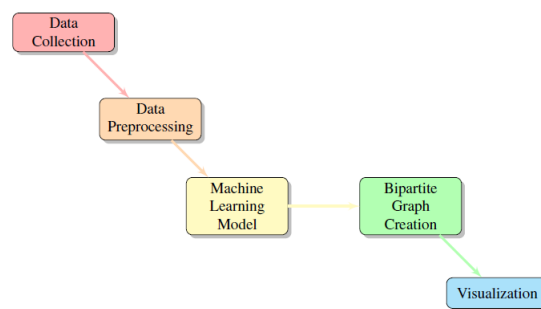 Data
Collection
Data
Preprocessing
Machine
Learning
Model
Bipartite
Graph
Creation
Visualization